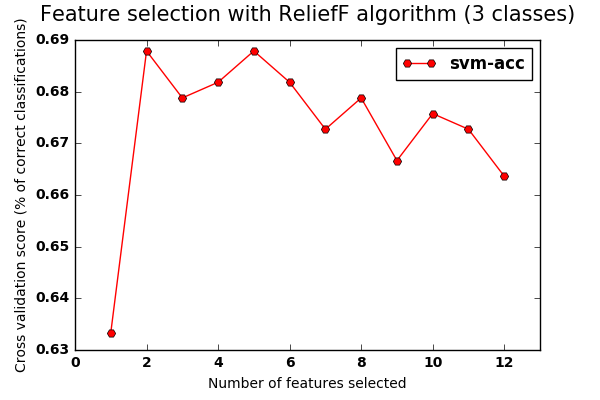 Feature selection with ReliefF algorithm (3 classes)
svm-acc
Cross validation score (% of correct classifications)
0.69
0.68
0.67
0.66
0.65
0.64
0.63
0 2 4 6 8 10 12
Number of features selected